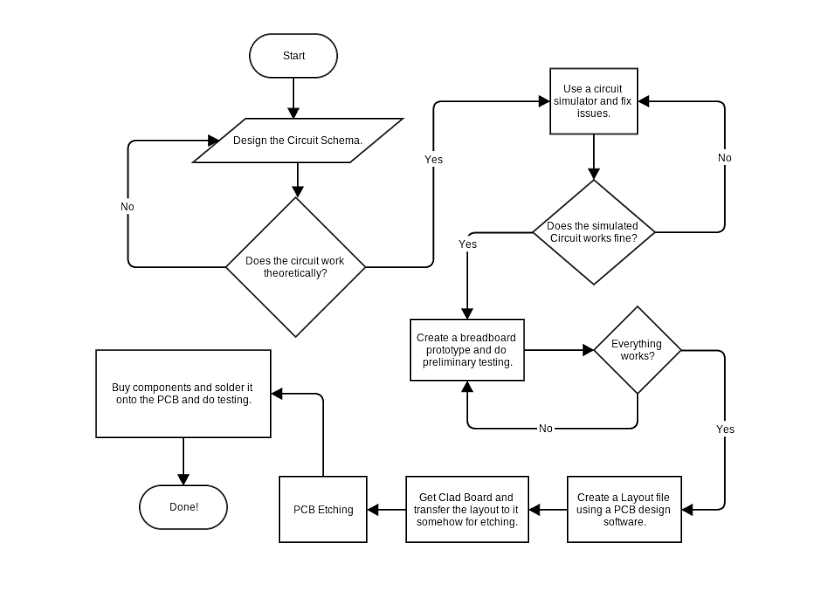 Start
Design the Circuit Schema.
No
Does the circuit work
theoretically?
Yes
Use a circuit
simulator and fix
issues.
No
Does the simulated
Circuit works fine?
Yes
Create a breadboard
prototype and do
preliminary testing.
Everything
works?
No
Yes
Create a Layout file
using a PCB design
software.
Get Clad Board and
transfer the layout to it
somehow for etching.
PCB Etching
Buy components and solder it
onto the PCB and do testing.
Done!